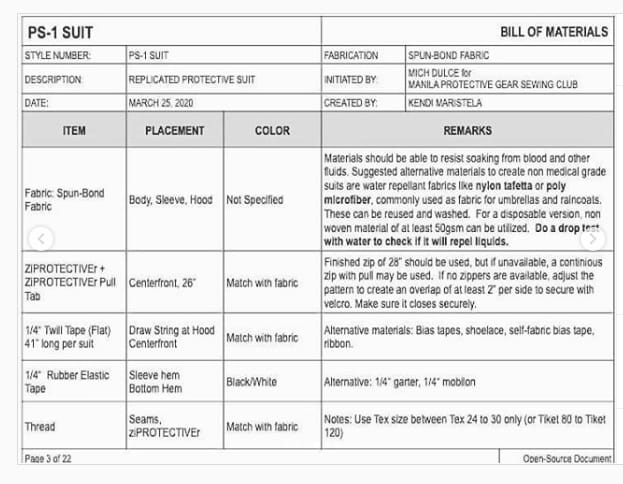 PS-1 SUIT
BILL OF MATERIALS
STYLE NUMBER:
PS-1 SUIT
FABRICATION
SPUN-BOND FABRIC
DESCRIPTION:
REPLICATED PROTECTIVE SUIT
INITIATED BY:
MICH DULCE for
MANILA PROTECTIVE GEAR SEWING CLUB
DATE:
MARCH 25, 2020
CREATED BY:
KENDI MARISTELA
ITEM
PLACEMENT
COLOR
REMARKS
Fabric: Spun-Bond
Fabric
Body, Sleeve, Hood
Not Specified
Materials should be able to resist soaking from blood and other
fluids. Suggested alternative materials to create non medical grade
suits are water repellant fabrics like nylon tafetta or poly
microfiber, commonly used as fabric for umbrellas and raincoats.
These can be reused and washed. For a disposable version, non
woven material of at least 50gsm can be utilized. Do a drop test
with water to check if it will repel liquids.
ZiPROTECTIVEr +
ZiPROTECTIVEr Pull
Tab
Centerfront, 26"
Match with fabric
Finished zip of 28" should be used, but if unavailable, a continious
zip with pull may be used. If no zippers are available, adjust the
pattern to create an overlap of at least 2" per side to secure with
velcro. Make sure it closes securely.
1/4" Twill Tape (Flat)
41" long per suit
Draw String at Hood
Centerfront
Match with fabric
Alternative materials: Bias tapes, shoelace, self-fabric bias tape,
ribbon.
1/4" Rubber Elastic
Tape
Sleeve hem
Bottom Hem
Black/White
Alternative: 1/4" garter, 1/4" mobilon
Thread
Seams,
ziPROTECTIVEr
Match with fabric
Notes: Use Tex size between Tex 24 to 30 only (or Tiket 80 to Tiket
120)
Page 3 of 22
Open-Source Document